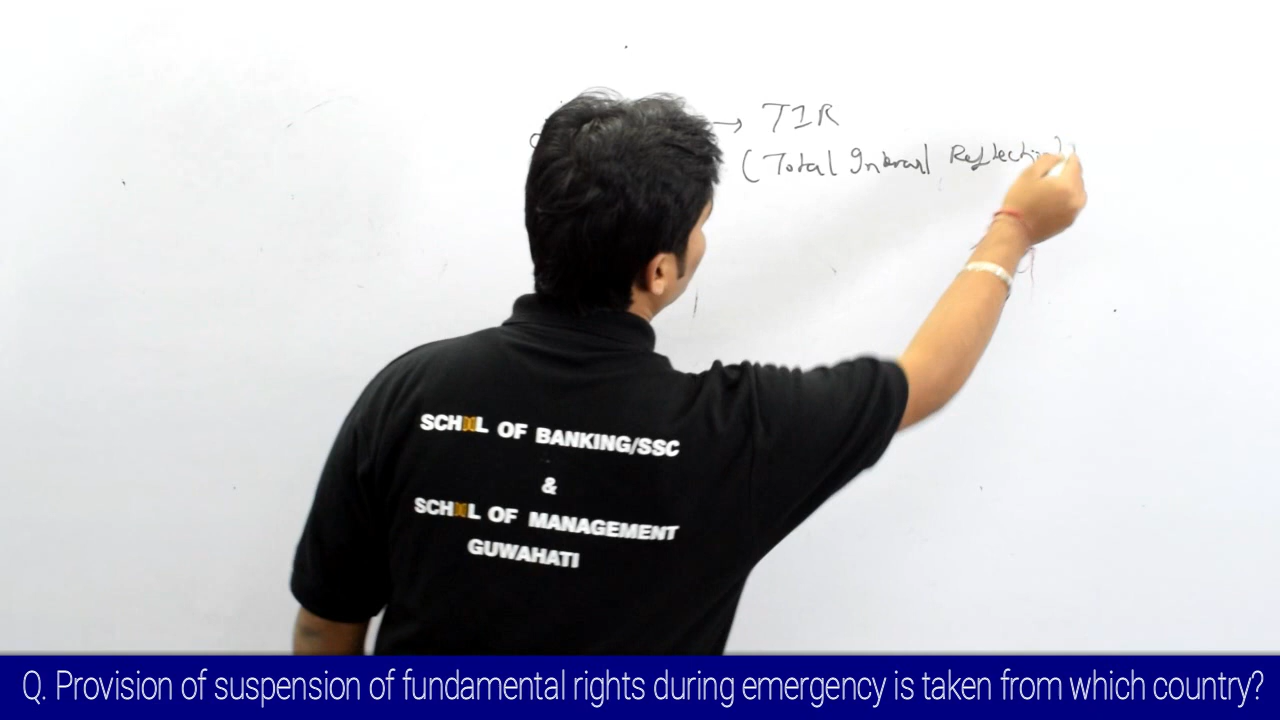 → TIR
(Total Internal Reflection)
SCHOOL OF BANKING/SSC
&
SCHOOL OF MANAGEMENT
GUWAHATI
Q. Provision of suspension of fundamental rights during emergency is taken from which country?